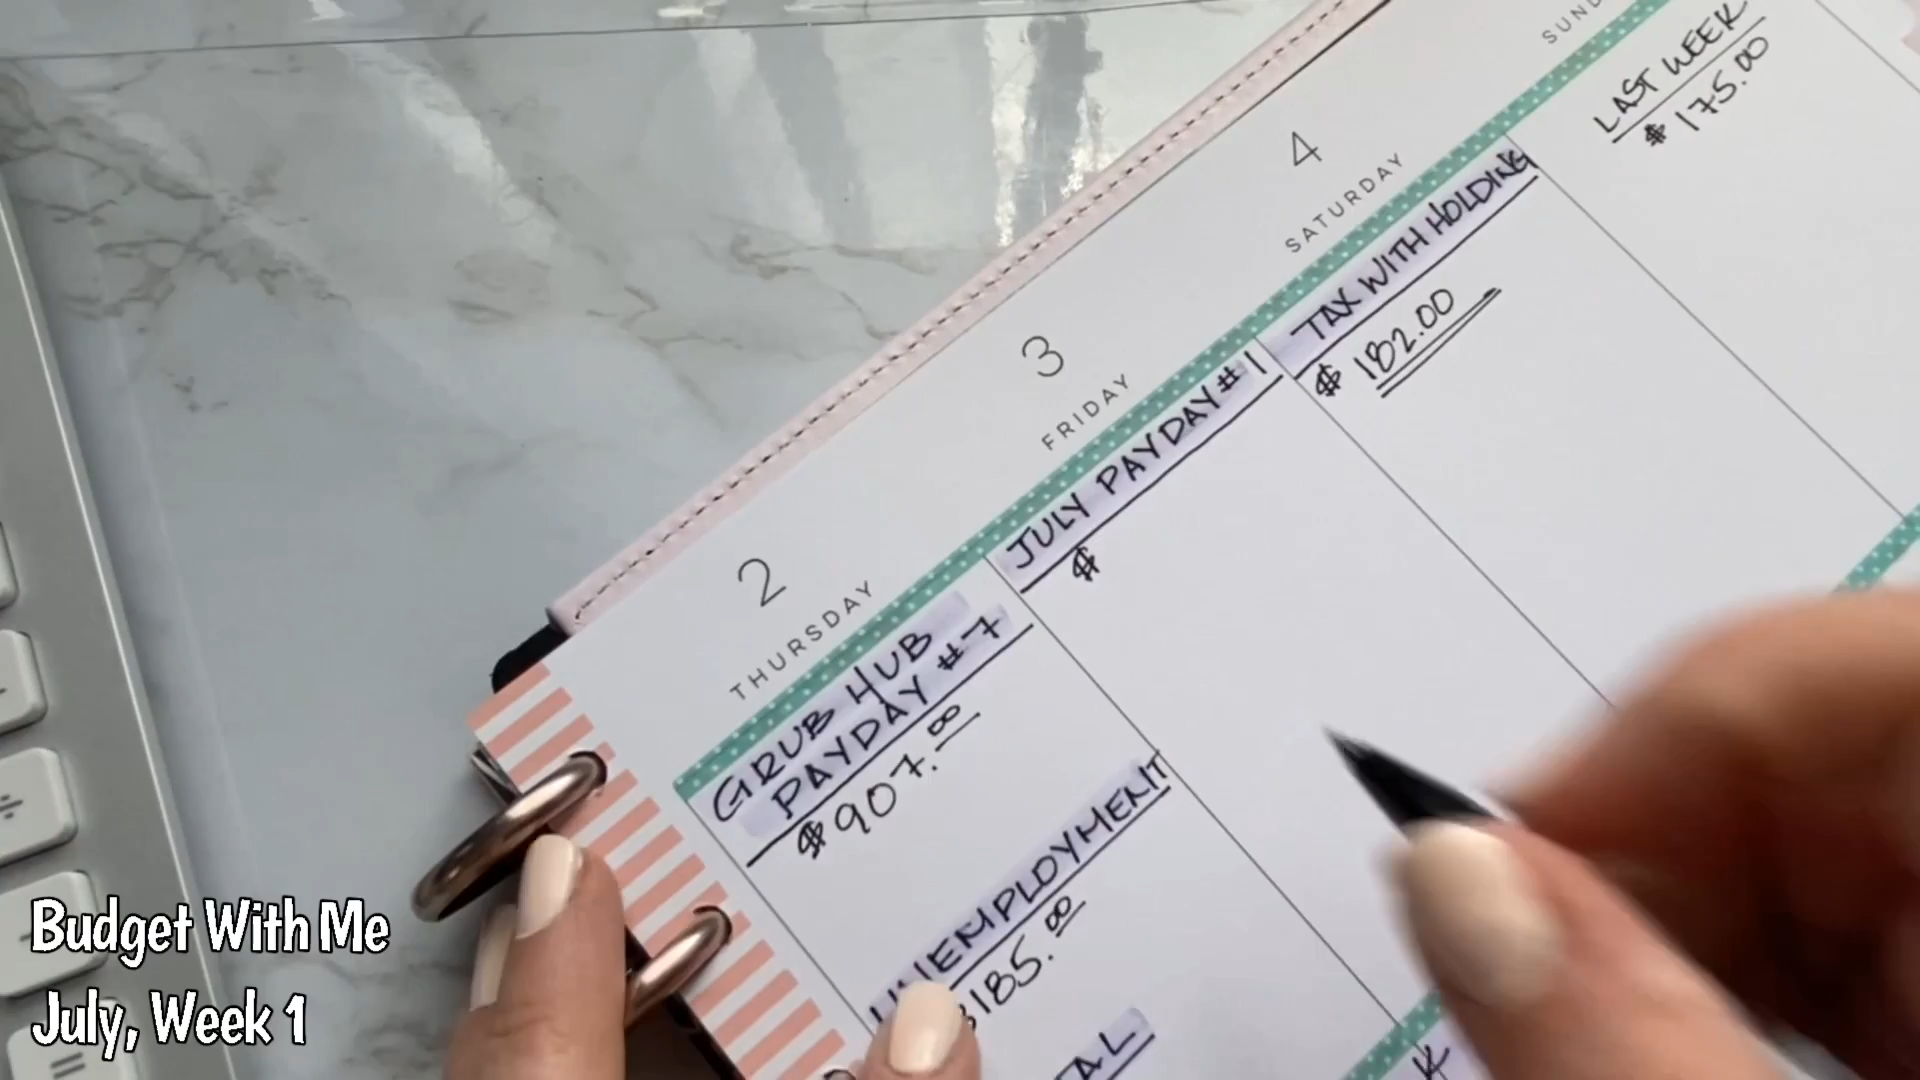 2
THURSDAY
GRUB HUB
PAYDAY #7
$907.00
UNEMPLOYMENT
185.00
3
FRIDAY
JULY PAYDAY #1
$
4
SATURDAY
TAX WITH HOLDING
$ 182.00
LAST WEEK
$ 175.00
Budget With Me
July, Week 1